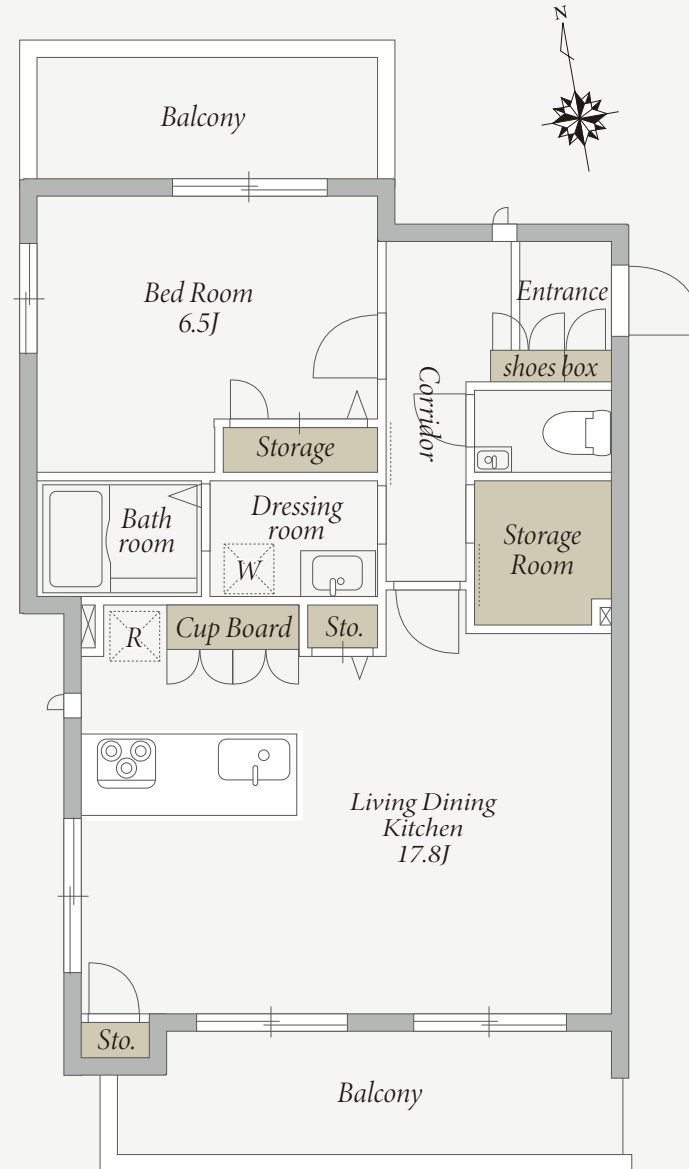 N
Balcony
Bed Room
6.5J
Entrance
shoes box
Corridor
Storage
Bath
room
Dressing
room
W
Storage
Room
R
Cup Board
Sto.
Living Dining
Kitchen
17.8J
Sto.
Balcony